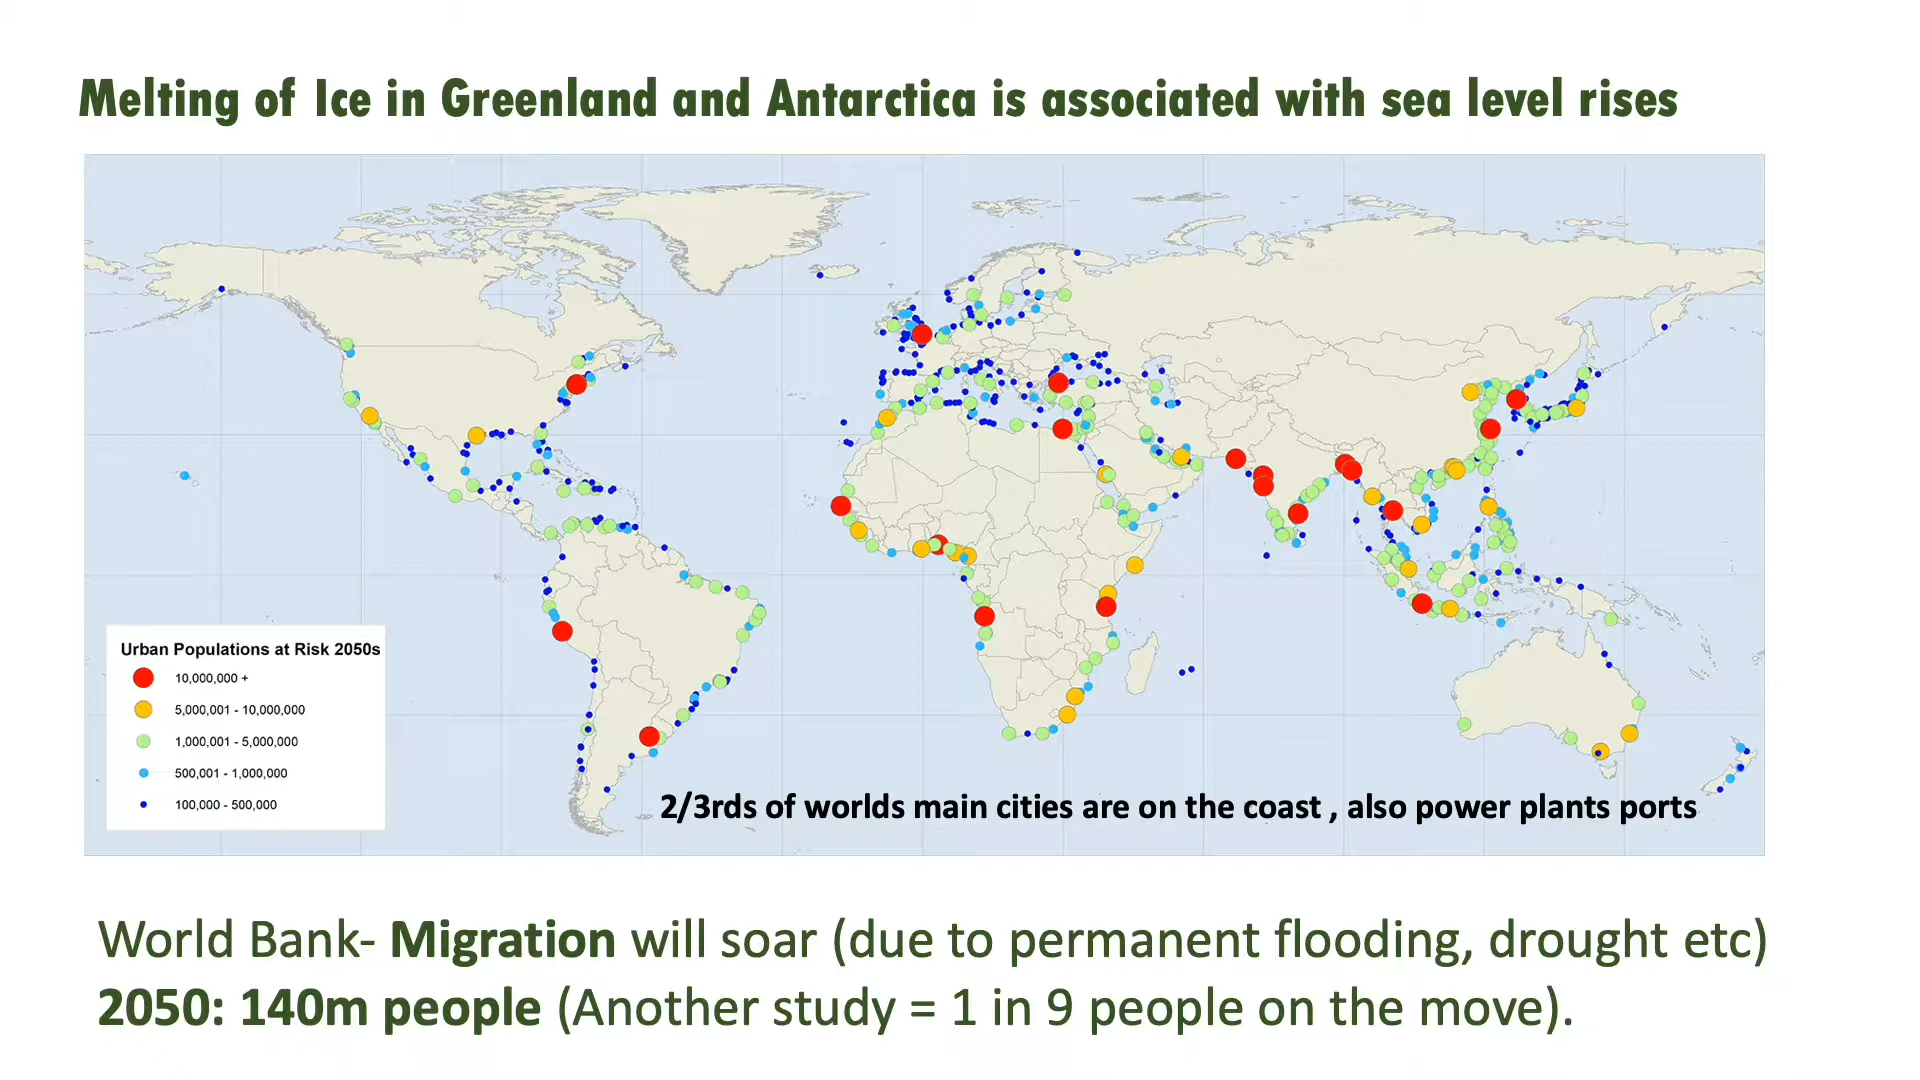 Melting of Ice in Greenland and Antarctica is associated with sea level rises
Urban Populations at Risk 2050s
10,000,000 +
5,000,001 - 10,000,000
1,000,001 - 5,000,000
500,001 - 1,000,000
100,000 - 500,000
2/3rds of worlds main cities are on the coast , also power plants ports
World Bank- Migration will soar (due to permanent flooding, drought etc)
2050: 140m people (Another study = 1 in 9 people on the move).